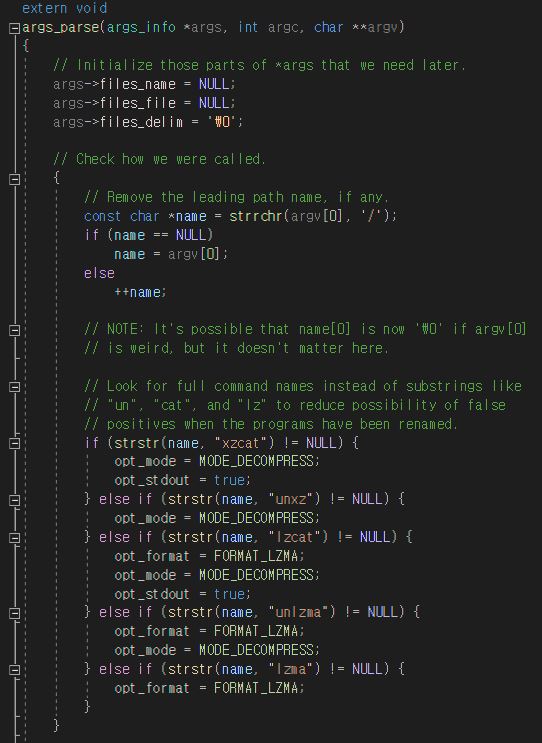 extern void
args_parse(args_info *args, int argc, char **argv)
{
// Initialize those parts of *args that we need later.
args->files_name = NULL;
args->files_file = NULL;
args->files_delim = '₩0';
// Check how we were called.
{
// Remove the leading path name, if any.
const char *name = strrchr(argv[0], '/');
if (name == NULL)
name = argv[0];
else
++name;
// NOTE: It's possible that name[0] is now '₩0' if argv[0]
// is weird, but it doesn't matter here.
// Look for full command names instead of substrings like
// "un", "cat", and "lz" to reduce possibility of false
// positives when the programs have been renamed.
if (strstr(name, "xzcat") != NULL) {
opt_mode = MODE_DECOMPRESS;
opt_stdout = true;
} else if (strstr(name, "unxz") != NULL) {
opt_mode = MODE_DECOMPRESS;
} else if (strstr(name, "lzcat") != NULL) {
opt_format = FORMAT_LZMA;
opt_mode = MODE_DECOMPRESS;
opt_stdout = true;
} else if (strstr(name, "unlzma") != NULL) {
opt_format = FORMAT_LZMA;
opt_mode = MODE_DECOMPRESS;
} else if (strstr(name, "lzma") != NULL) {
opt_format = FORMAT_LZMA;
}
}